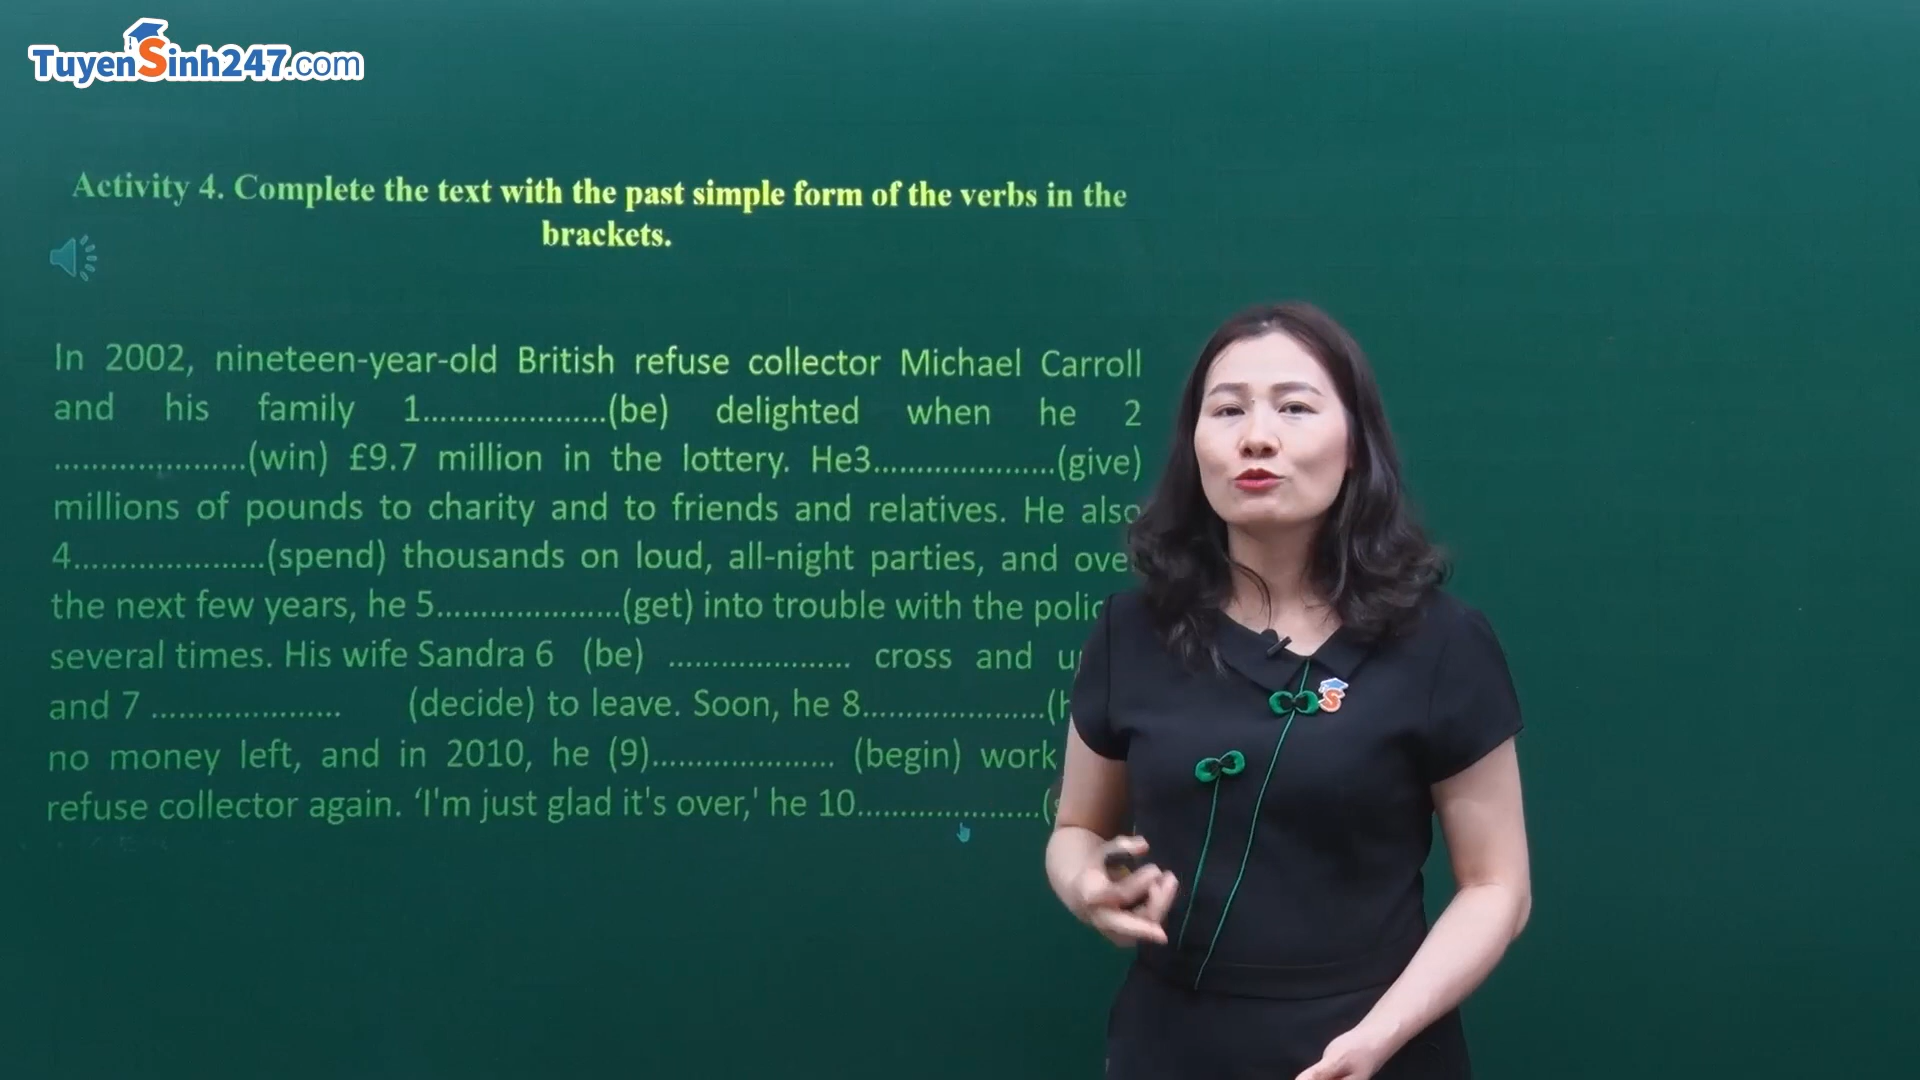 TuyenSinh247.com
Activity 4. Complete the text with the past simple form of the verbs in the
brackets.
In 2002, nineteen-year-old British refuse collector Michael Carroll
and his family 1.....................(be) delighted when he 2
......................(win) £9.7 million in the lottery. He3.....................(give)
millions of pounds to charity and to friends and relatives. He also
4......................(spend) thousands on loud, all-night parties, and
the next few years, he 5.....................(get) into trouble with the
several times. His wife Sandra 6 (be) ..................... cross and
and 7 ...................... (decide) to leave. Soon, he 8.....................(
no money left, and in 2010, he (9)..................... (begin) work
refuse collector again. ‘I'm just glad it's over,' he 10.....................(
S